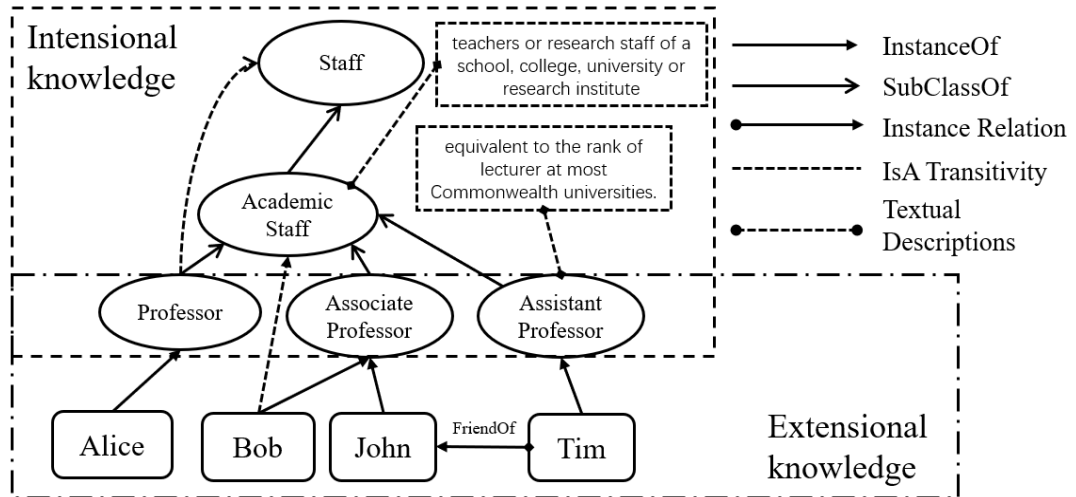 Intensional
knowledge
Staff
teachers or research staff of a
school, college, university or
research institute
equivalent to the rank of
lecturer at most
Commonwealth universities.
Academic
Staff
Professor
Associate
Professor
Assistant
Professor
Alice
Bob
John
FriendOf
Tim
Extensional
knowledge
InstanceOf
SubClassOf
Instance Relation
IsA Transitivity
Textual
Descriptions